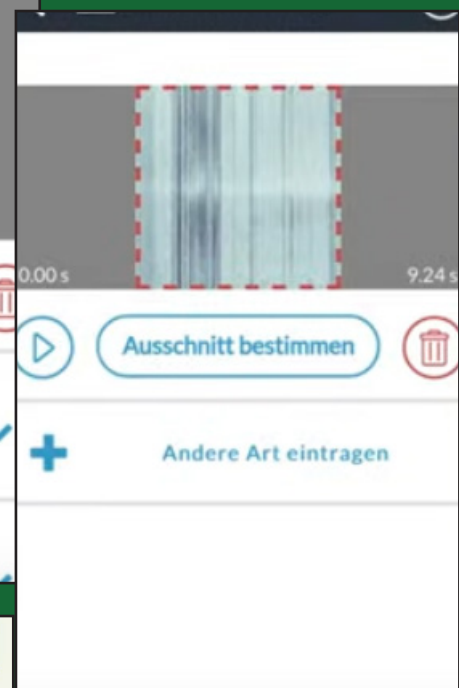 0.00 s
9.24 s
Ausschnitt bestimmen
Andere Art eintragen